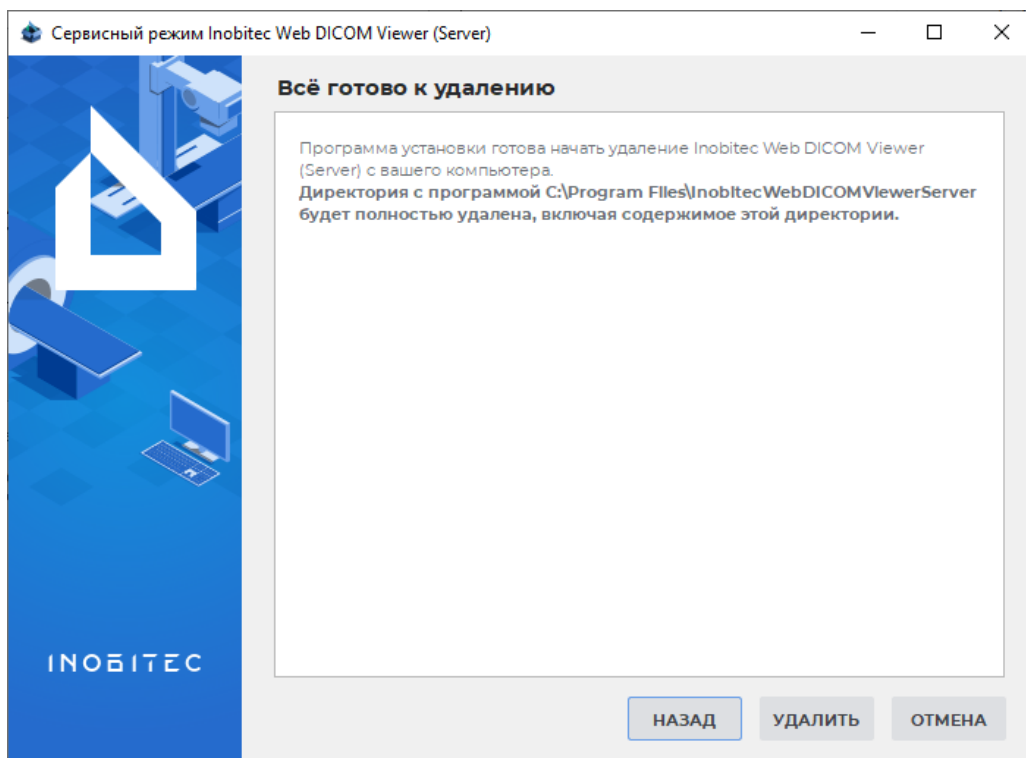 Сервисный режим Inobitec Web DICOM Viewer (Server)
Всё готово к удалению
Программа установки готова начать удаление Inobitec Web DICOM Viewer
(Server) с вашего компьютера.
Директория с программой C:\Program FIles\InobItecWebDICOMVIewerServer
будет полностью удалена, включая содержимое этой директории.
INOBITEC
НАЗАД
УДАЛИТЬ
ОТМЕНА